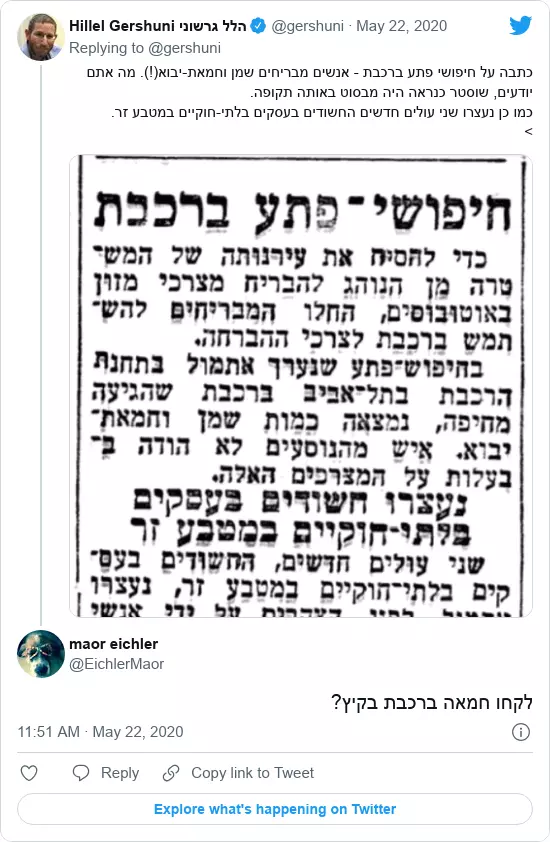 Hillel Gershuni הלל גרשוני @gershuni · May 22, 2020
Replying to @gershuni
כתבה על חיפושי פתע ברכבת - אנשים מבריחים שמן וחמאת-יבוא(!). מה אתם
יודעים, שוסטר כנראה היה מבסוט באותה תקופה.
כמו כן נעצרו שני עולים חדשים החשודים בעסקים בלתי-חוקיים במטבע זר.
>
חיפושי־פתע ברכבת
כדי להסיח את עירנותה של המש־
טרה מן הנוהג להבריח מצרכי מזון
באוטובוסים, החלו המבריחים להש־
תמש ברכבת לצרכי ההברחה.
בחיפוש־פתע שנערך אתמול בתחנת
הרכבת בתל־אביב ברכבת שהגיעה
מחיפה, נמצאה כמות שמן וחמאת־
יבוא. איש מהנוסעים לא הודה ב־
בעלות על המצרכים האלה.
נעצרו חשודים בעסקים
בלתי־חוקיים במטבע זר
שני עולים חדשים, החשודים בעס־
קים בלתי־חוקיים במטבע זר, נעצרו
על ידי אנשי
maor eichler
@EichlerMaor
לקחו חמאה ברכבת בקיץ?
11:51 AM · May 22, 2020
Reply
Copy link to Tweet
Explore what's happening on Twitter